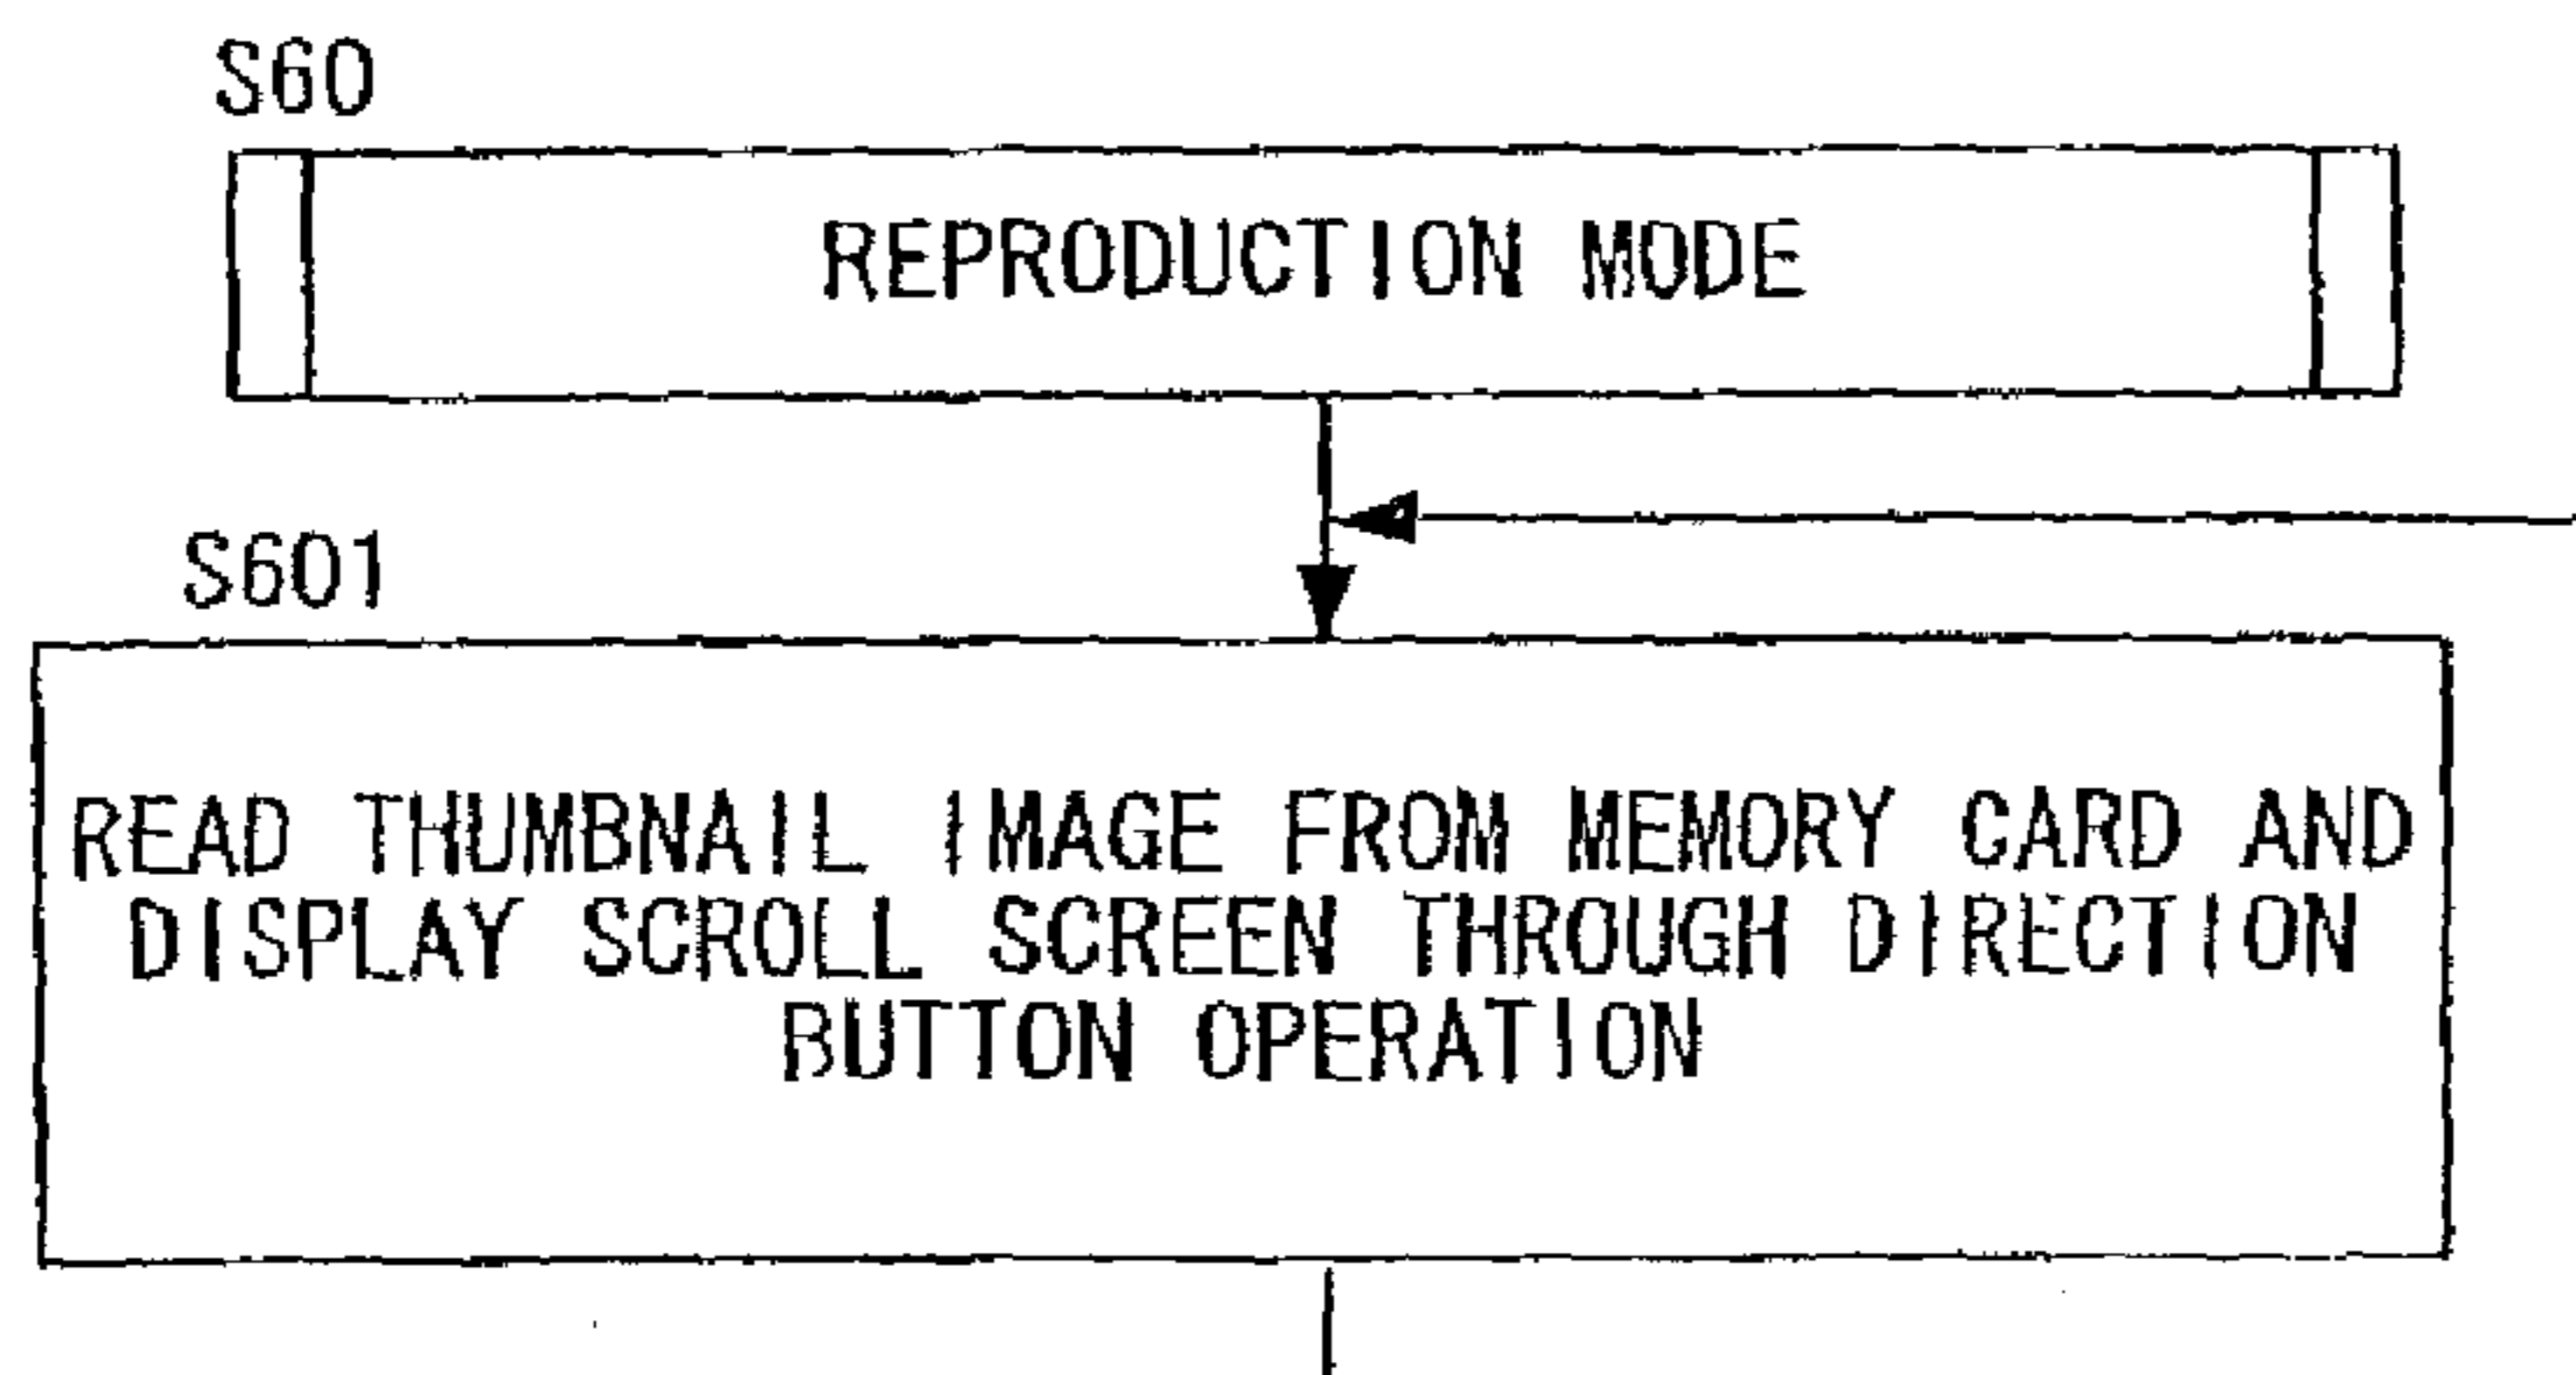 S60
REPRODUCTION MODE
S601
READ THUMBNAIL IMAGE FROM MEMORY CARD AND
DISPLAY SCROLL SCREEN THROUGH DIRECTION
BUTTON OPERATION